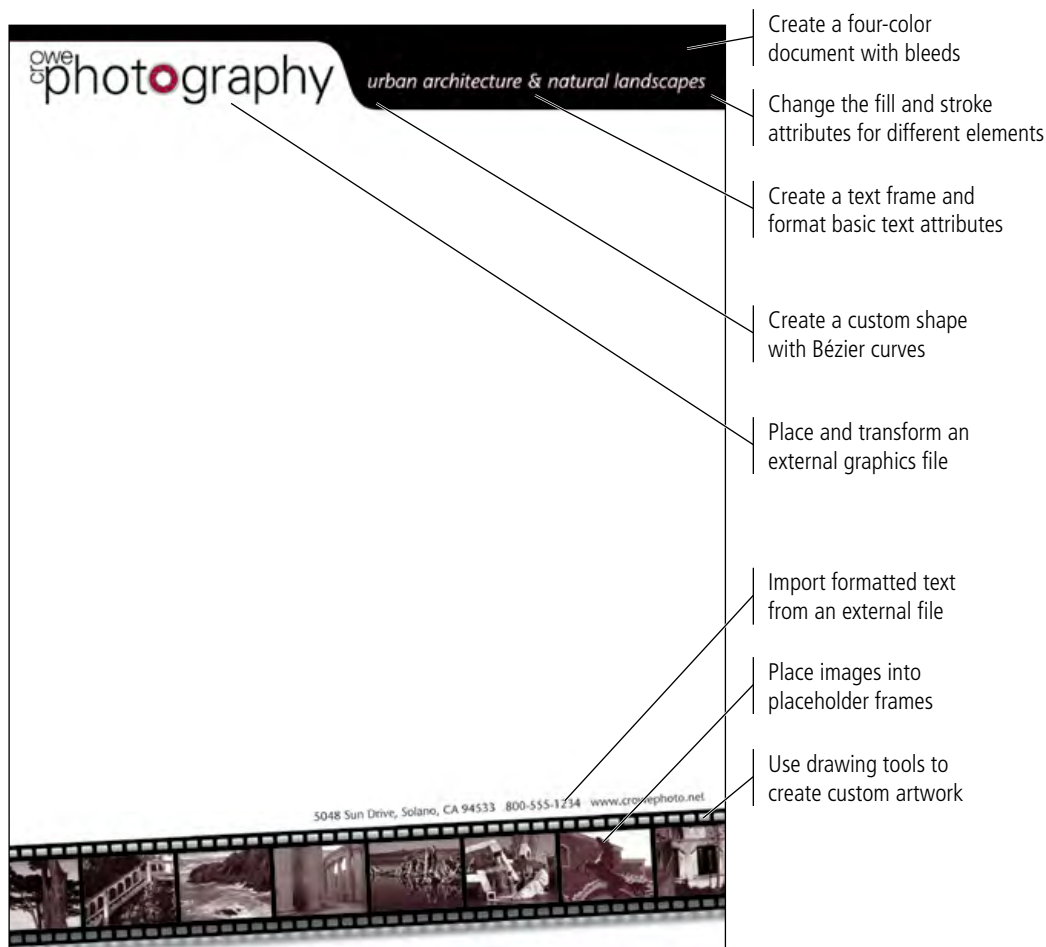 Create a four-color
document with bleeds
crowe
photography
urban architecture & natural landscapes
Change the fill and stroke
attributes for different elements
Create a text frame and
format basic text attributes
Create a custom shape
with Bézier curves
Place and transform an
external graphics file
Import formatted text
from an external file
Place images into
placeholder frames
Use drawing tools to
create custom artwork
5048 Sun Drive, Solano, CA 94533 800-555-1234 www.crowephoto.net